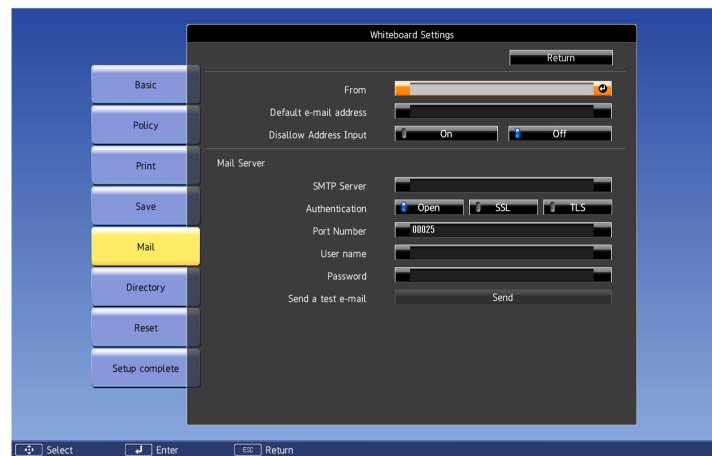 Whiteboard Settings
Return
Basic
Policy
Print
Save
Mail
Directory
Reset
Setup complete
From
Default e-mail address
Disallow Address Input On Off
Mail Server
SMTP Server
Authentication Open SSL TLS
Port Number 00025
User name
Password
Send a test e-mail Send
Select Enter ESC Return